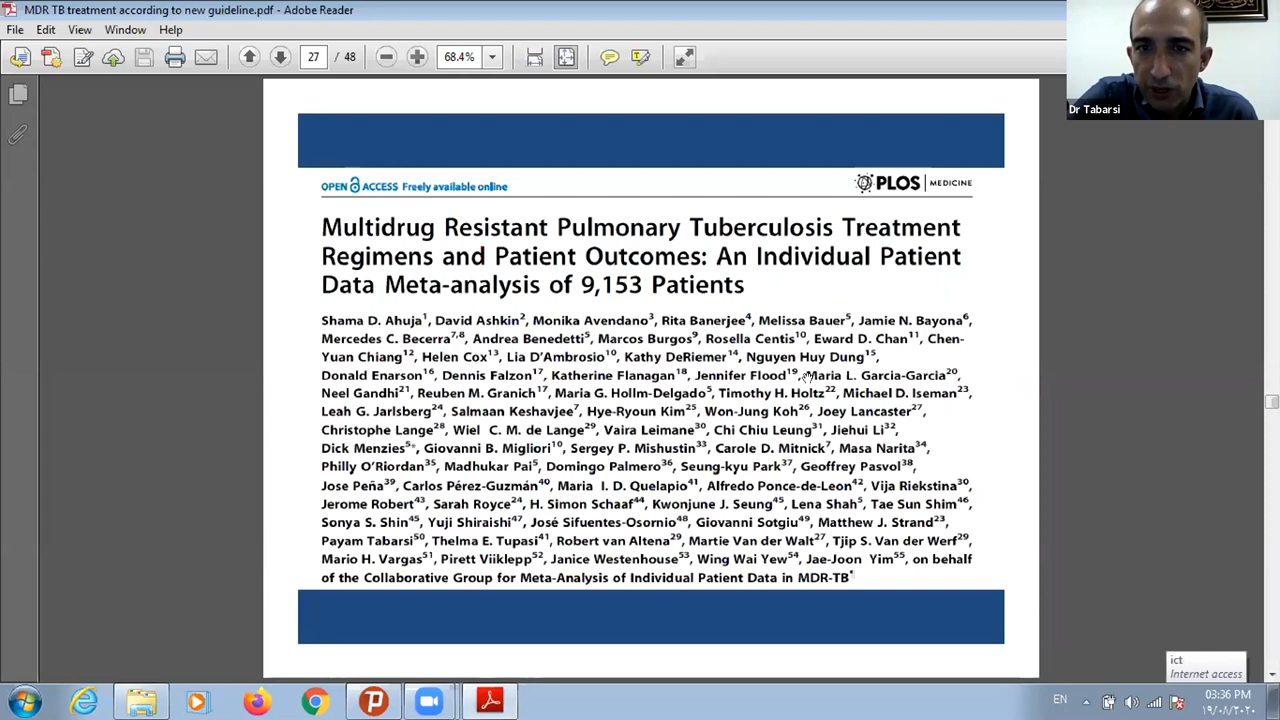 MDR TB treatment according to new guideline.pdf - Adobe Reader
File Edit View Window Help
27 / 48 68.4%
Dr Tabarsi
OPEN ACCESS Freely available online
PLOS | MEDICINE
Multidrug Resistant Pulmonary Tuberculosis Treatment
Regimens and Patient Outcomes: An Individual Patient
Data Meta-analysis of 9,153 Patients
Shama D. Ahuja1, David Ashkin2, Monika Avendano3, Rita Banerjee4, Melissa Bauer5, Jamie N. Bayona6,
Mercedes C. Becerra7,8, Andrea Benedetti5, Marcos Burgos9, Rosella Centis10, Eward D. Chan11, Chen-
Yuan Chiang12, Helen Cox13, Lia D'Ambrosio10, Kathy DeRiemer14, Nguyen Huy Dung15,
Donald Enarson16, Dennis Falzon17, Katherine Flanagan18, Jennifer Flood19, Maria L. Garcia-Garcia20,
Neel Gandhi21, Reuben M. Granich17, Maria G. Hollm-Delgado5, Timothy H. Holtz22, Michael D. Iseman23,
Leah G. Jarlsberg24, Salmaan Keshavjee7, Hye-Ryoun Kim25, Won-Jung Koh26, Joey Lancaster27,
Christophe Lange28, Wiel C. M. de Lange29, Vaira Leimane30, Chi Chiu Leung31, Jiehui Li32,
Dick Menzies5*, Giovanni B. Migliori10, Sergey P. Mishustin33, Carole D. Mitnick7, Masa Narita34,
Philly O'Riordan35, Madhukar Pai5, Domingo Palmero36, Seung-kyu Park37, Geoffrey Pasvol38,
Jose Peña39, Carlos Pérez-Guzmán40, Maria I. D. Quelapio41, Alfredo Ponce-de-Leon42, Vija Riekstina30,
Jerome Robert43, Sarah Royce24, H. Simon Schaaf44, Kwonjune J. Seung45, Lena Shah5, Tae Sun Shim46,
Sonya S. Shin45, Yuji Shiraishi47, José Sifuentes-Osornio48, Giovanni Sotgiu49, Matthew J. Strand23,
Payam Tabarsi50, Thelma E. Tupasi41, Robert van Altena29, Martie Van der Walt27, Tjip S. Van der Werf29,
Mario H. Vargas51, Pirett Viiklepp52, Janice Westenhouse53, Wing Wai Yew54, Jae-Joon Yim55, on behalf
of the Collaborative Group for Meta-Analysis of Individual Patient Data in MDR-TB¶
ict
Internet access
EN
03:36 PM
١٩/٠٨/٢٠٢٠